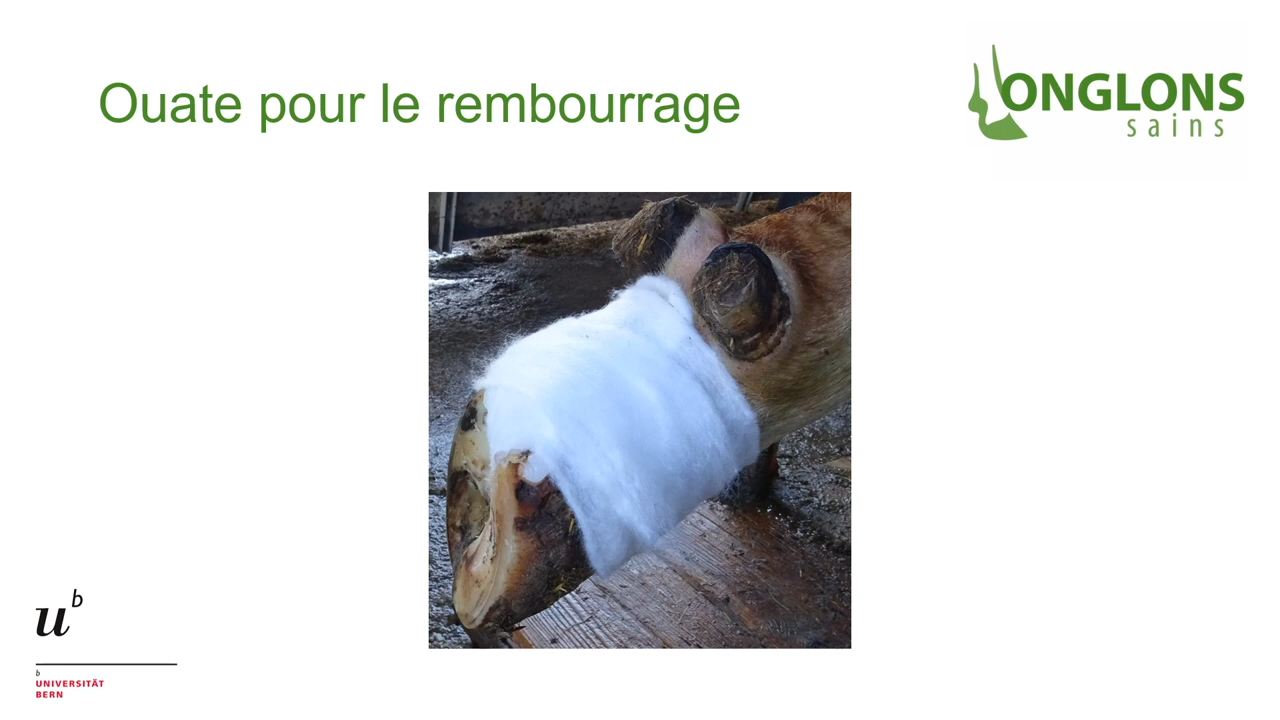 Ouate pour le rembourrage
ONGLONS
sains
u b
b
UNIVERSITÄT
BERN